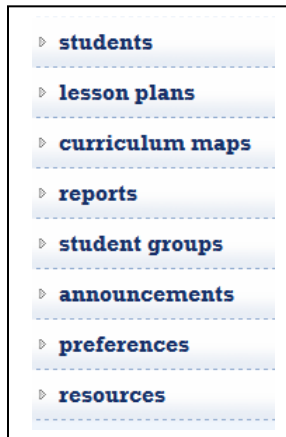 students
lesson plans
curriculum maps
reports
student groups
announcements
preferences
resources